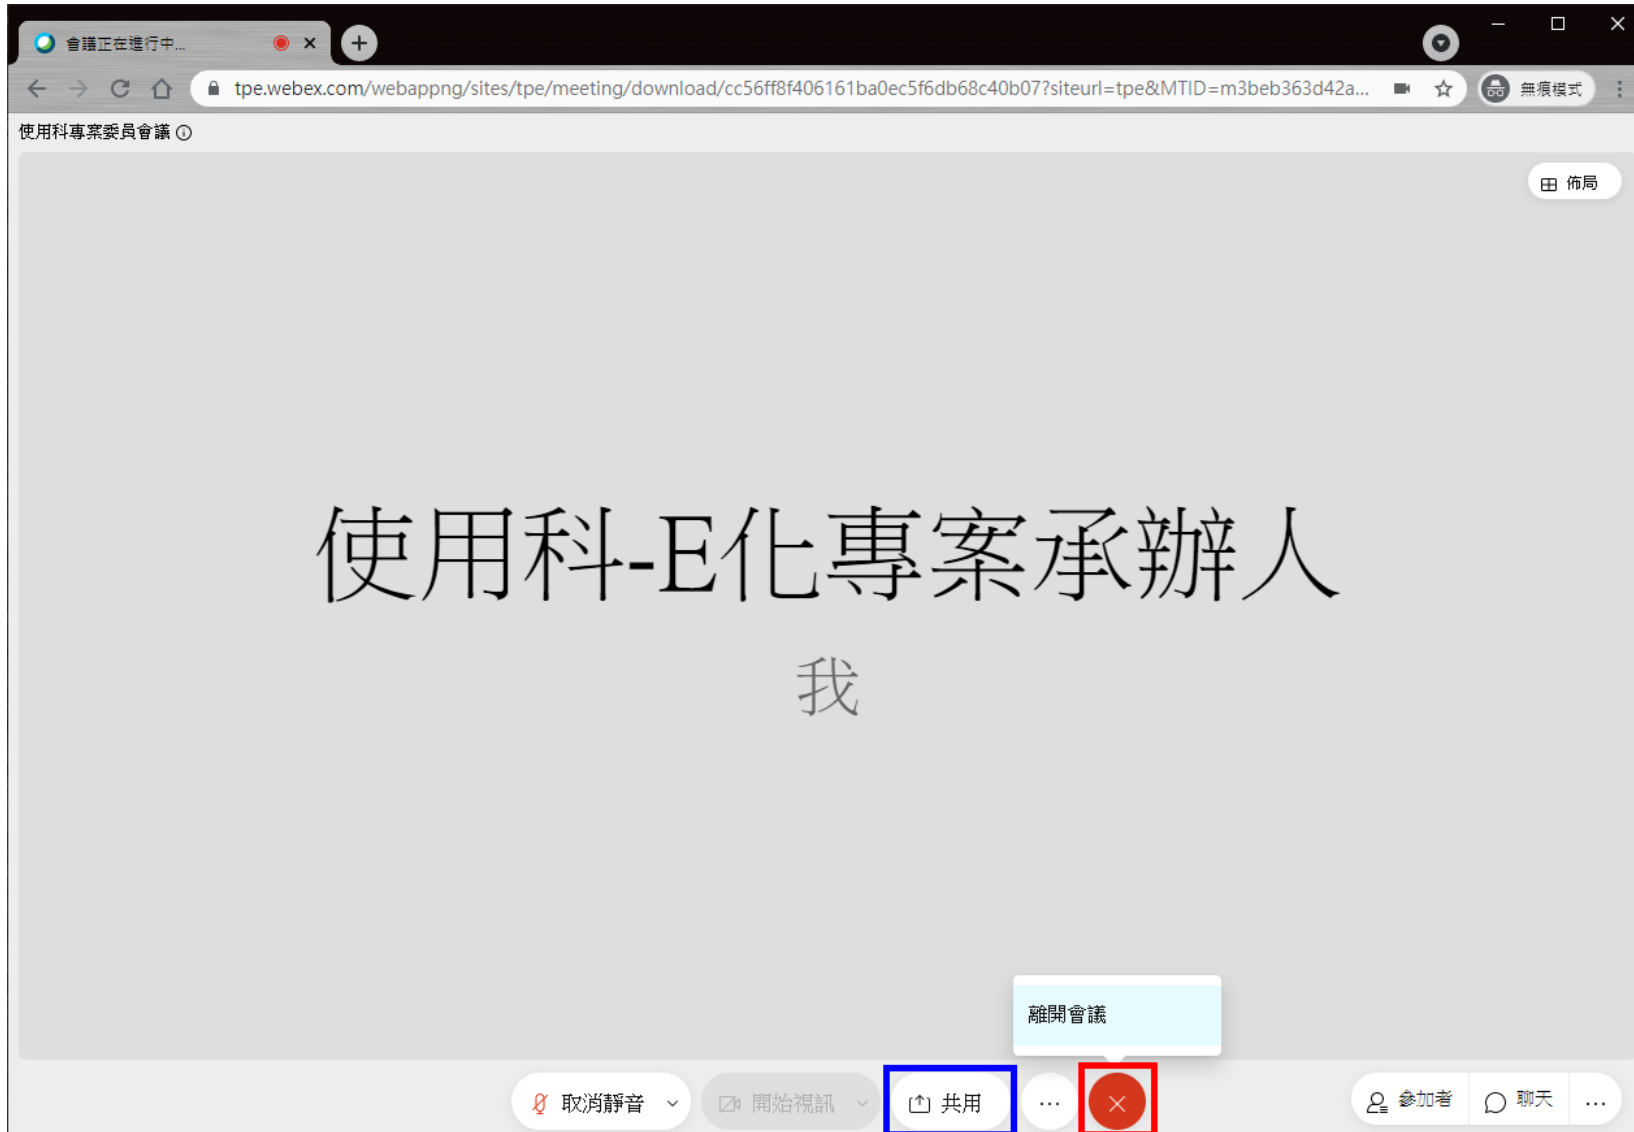 會議正在進行中...
tpe.webex.com/webappng/sites/tpe/meeting/download/cc56ff8f406161ba0ec5f6db68c40b07?siteurl=tpe&MTID=m3beb363d42a...
無痕模式
使用科專案委員會議
佈局
使用科-E化專案承辦人
我
離開會議
取消靜音
開始視訊
共用
參加者
聊天